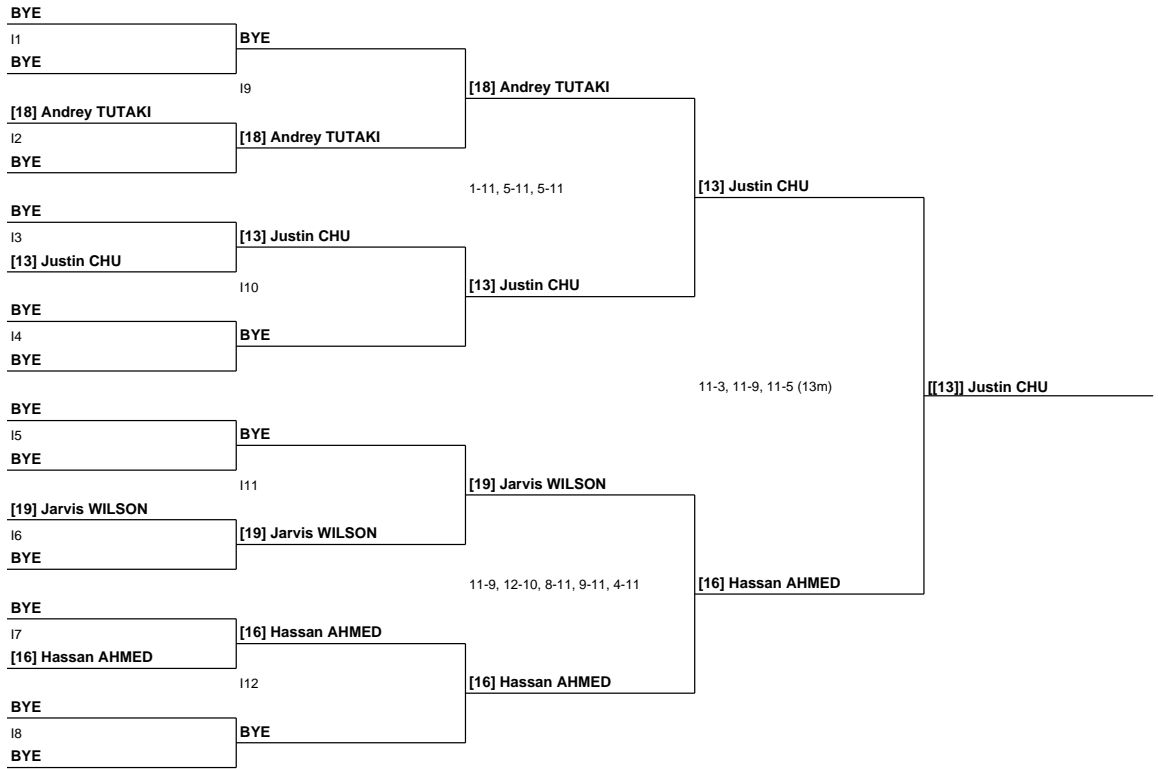 BYE
I1
BYE
BYE
I9
[18] Andrey TUTAKI
[18] Andrey TUTAKI
I2
[18] Andrey TUTAKI
BYE
1-11, 5-11, 5-11
[13] Justin CHU
BYE
I3
[13] Justin CHU
[13] Justin CHU
I10
[13] Justin CHU
BYE
I4
BYE
BYE
11-3, 11-9, 11-5 (13m)
[[13]] Justin CHU
BYE
I5
BYE
BYE
I11
[19] Jarvis WILSON
[19] Jarvis WILSON
I6
[19] Jarvis WILSON
BYE
11-9, 12-10, 8-11, 9-11, 4-11
[16] Hassan AHMED
BYE
I7
[16] Hassan AHMED
[16] Hassan AHMED
I12
[16] Hassan AHMED
BYE
I8
BYE
BYE